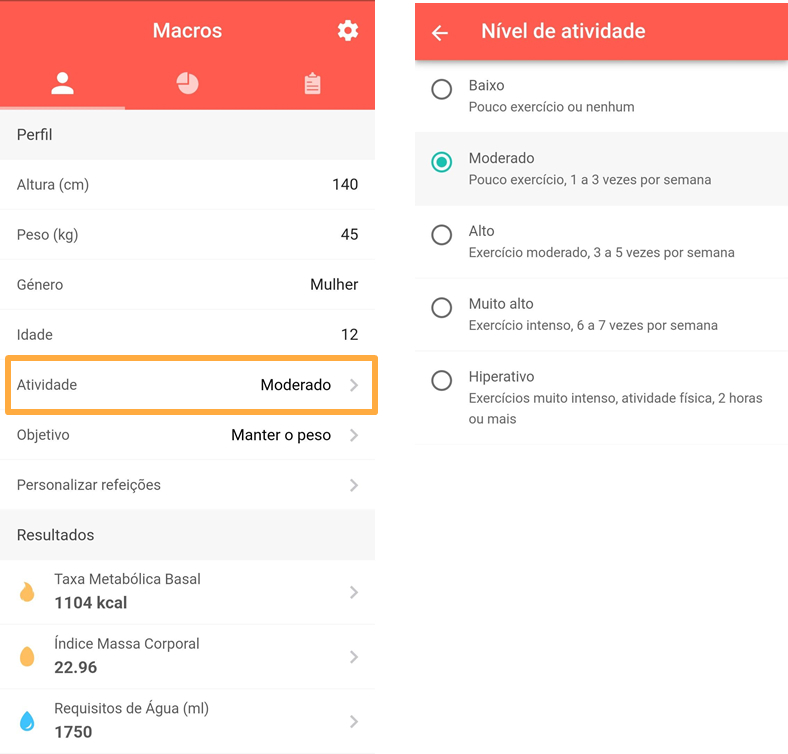 Macros
Perfil
Altura (cm) 140
Peso (kg) 45
Género Mulher
Idade 12
Atividade Moderado
Objetivo Manter o peso
Personalizar refeições
Resultados
Taxa Metabólica Basal
1104 kcal
Índice Massa Corporal
22.96
Requisitos de Água (ml)
1750
Nível de atividade
Baixo
Pouco exercício ou nenhum
Moderado
Pouco exercício, 1 a 3 vezes por semana
Alto
Exercício moderado, 3 a 5 vezes por semana
Muito alto
Exercício intenso, 6 a 7 vezes por semana
Hiperativo
Exercícios muito intenso, atividade física, 2 horas
ou mais